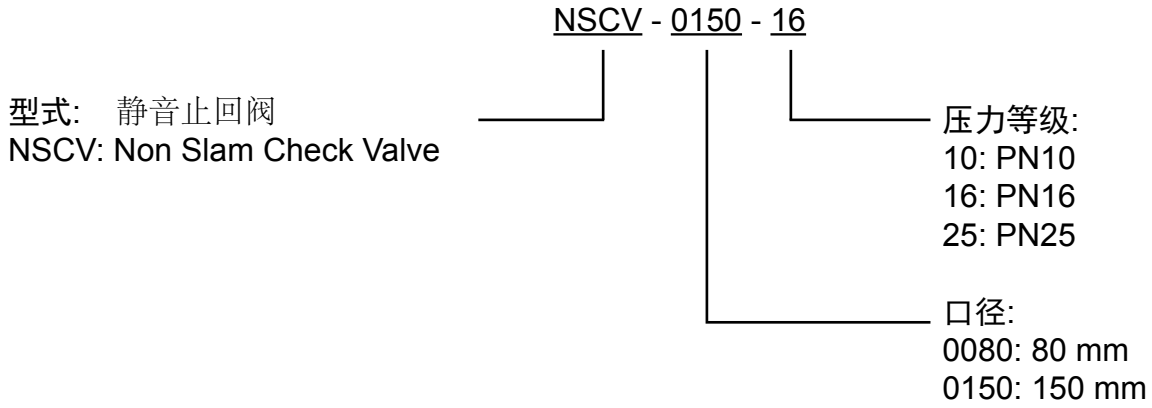 NSCV - 0150 - 16
型式: 静音止回阀
NSCV: Non Slam Check Valve
压力等级:
10: PN10
16: PN16
25: PN25
口径:
0080: 80 mm
0150: 150 mm